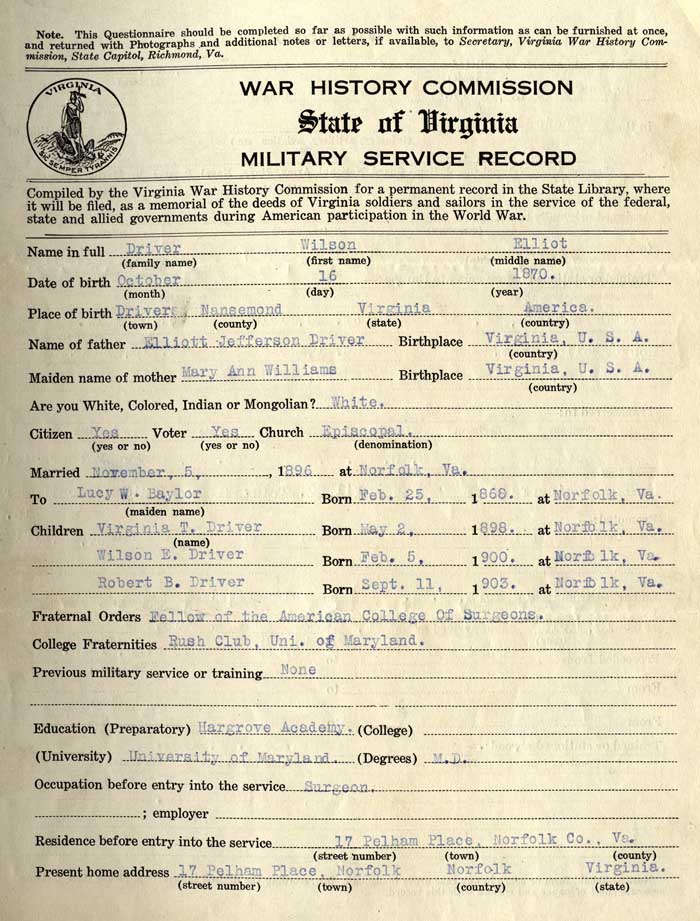 Note. This Questionnaire should be completed so far as possible with such information as can be furnished at once,
and returned with Photographs and additional notes or letters, if available, to Secretary, Virginia War History Com-
mission, State Capitol, Richmond, Va.
VIRGINIA
SIC SEMPER TYRANNIS
WAR HISTORY COMMISSION
State of Virginia
MILITARY SERVICE RECORD
Compiled by the Virginia War History Commission for a permanent record in the State Library, where
it will be filed, as a memorial of the deeds of Virginia soldiers and sailors in the service of the federal,
state and allied governments during American participation in the World War.
Name in full Driver Wilson Elliot
(family name) (first name) (middle name)
Date of birth October 16 1870.
(month) (day) (year)
Place of birth Driver, Nansemond Virginia America.
(town) (county) (state) (country)
Name of father Elliott Jefferson Driver Birthplace Virginia, U. S. A.
(country)
Maiden name of mother Mary Ann Williams Birthplace Virginia, U. S. A.
(country)
Are you White, Colored, Indian or Mongolian? White.
Citizen Yes Voter Yes Church Episcopal.
(yes or no) (yes or no) (denomination)
Married November, 5, , 1896 at Norfolk, Va.
To Lucy W. Baylor Born Feb. 25, 1868. at Norfolk, Va.
(maiden name)
Children Virginia T. Driver Born May 2, 1898. at Norfolk, Va.
(name)
Wilson E. Driver Born Feb. 5, 1900. at Norfolk, Va.
Robert B. Driver Born Sept. 11, 1903. at Norfolk, Va.
Fraternal Orders Fellow of the American College Of Surgeons.
College Fraternities Rush Club, Uni. of Maryland.
Previous military service or training None
Education (Preparatory) Hargrove Academy. (College)
(University) University of Maryland. (Degrees) M.D.
Occupation before entry into the service Surgeon.
; employer
Residence before entry into the service 17 Pelham Place, Norfolk Co., Va.
(street number) (town) (county)
Present home address 17 Pelham Place, Norfolk Norfolk Virginia.
(street number) (town) (country) (state)